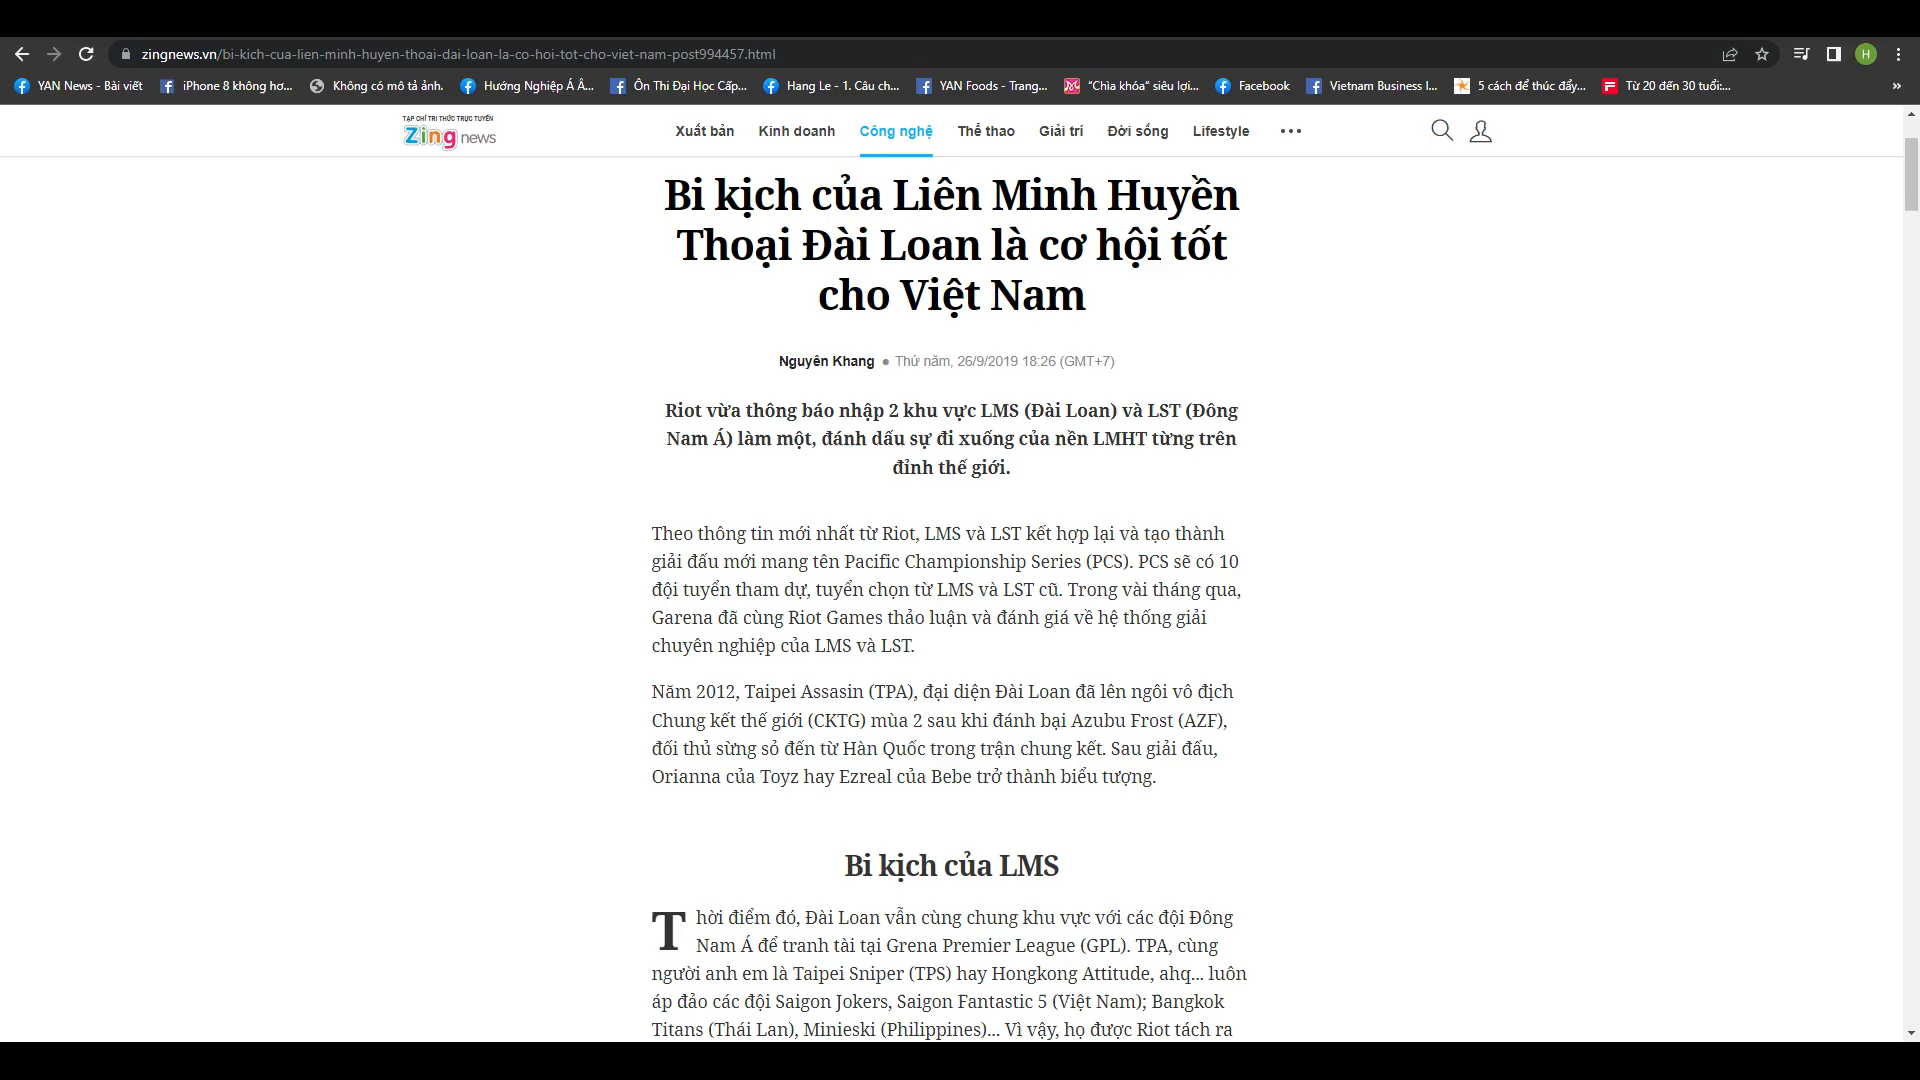 zingnews.vn/bi-kich-cua-lien-minh-huyen-thoai-dai-loan-la-co-hoi-tot-cho-viet-nam-post994457.html
H
YAN News - Bài viết
iPhone 8 không hơ...
Không có mô tả ảnh.
Hướng Nghiệp Á Â...
Ôn Thi Đại Học Cấp...
Hang Le - 1. Câu ch...
YAN Foods - Trang...
"Chìa khóa" siêu lợi...
Facebook
Vietnam Business I...
5 cách để thúc đẩy...
Từ 20 đến 30 tuổi:...
TẠP CHÍ TRI THỨC TRỰC TUYẾN
Zing news
Xuất bản
Kinh doanh
Công nghệ
Thể thao
Giải trí
Đời sống
Lifestyle
Bi kịch của Liên Minh Huyền
Thoại Đài Loan là cơ hội tốt
cho Việt Nam
Nguyên Khang • Thứ năm, 26/9/2019 18:26 (GMT+7)
Riot vừa thông báo nhập 2 khu vực LMS (Đài Loan) và LST (Đông
Nam Á) làm một, đánh dấu sự đi xuống của nền LMHT từng trên
đỉnh thế giới.
Theo thông tin mới nhất từ Riot, LMS và LST kết hợp lại và tạo thành
giải đấu mới mang tên Pacific Championship Series (PCS). PCS sẽ có 10
đội tuyển tham dự, tuyển chọn từ LMS và LST cũ. Trong vài tháng qua,
Garena đã cùng Riot Games thảo luận và đánh giá về hệ thống giải
chuyên nghiệp của LMS và LST.
Năm 2012, Taipei Assasin (TPA), đại diện Đài Loan đã lên ngôi vô địch
Chung kết thế giới (CKTG) mùa 2 sau khi đánh bại Azubu Frost (AZF),
đối thủ sừng sỏ đến từ Hàn Quốc trong trận chung kết. Sau giải đấu,
Orianna của Toyz hay Ezreal của Bebe trở thành biểu tượng.
Bi kịch của LMS
Thời điểm đó, Đài Loan vẫn cùng chung khu vực với các đội Đông
Nam Á để tranh tài tại Grena Premier League (GPL). TPA, cùng
người anh em là Taipei Sniper (TPS) hay Hongkong Attitude, ahq... luôn
áp đảo các đội Saigon Jokers, Saigon Fantastic 5 (Việt Nam); Bangkok
Titans (Thái Lan), Minieski (Philippines)... Vì vậy, họ được Riot tách ra